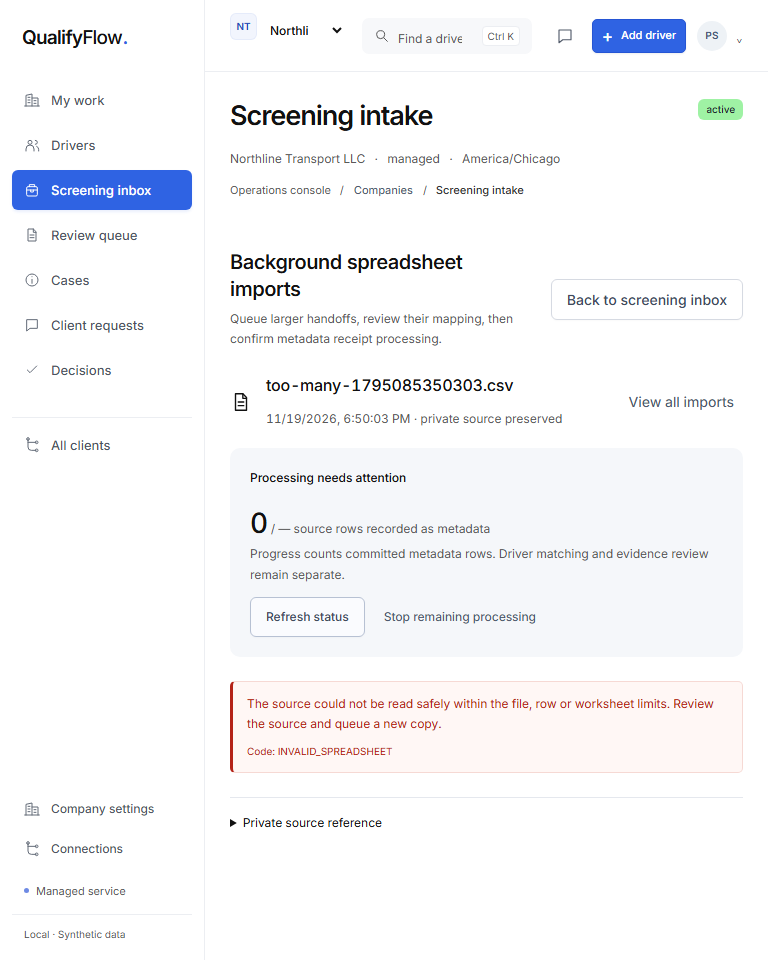 QualifyFlow.
My work
Drivers
Screening inbox
Review queue
Cases
Client requests
Decisions
All clients
Company settings
Connections
Managed service
Local · Synthetic data
NT
Northli
Find a drive
Ctrl K
+ Add driver
PS
Screening intake
active
Northline Transport LLC · managed · America/Chicago
Operations console / Companies / Screening intake
Background spreadsheet
imports
Queue larger handoffs, review their mapping, then
confirm metadata receipt processing.
Back to screening inbox
too-many-1795085350303.csv
11/19/2026, 6:50:03 PM · private source preserved
View all imports
Processing needs attention
0 / — source rows recorded as metadata
Progress counts committed metadata rows. Driver matching and evidence review
remain separate.
Refresh status
Stop remaining processing
The source could not be read safely within the file, row or worksheet limits. Review
the source and queue a new copy.
Code: INVALID_SPREADSHEET
Private source reference